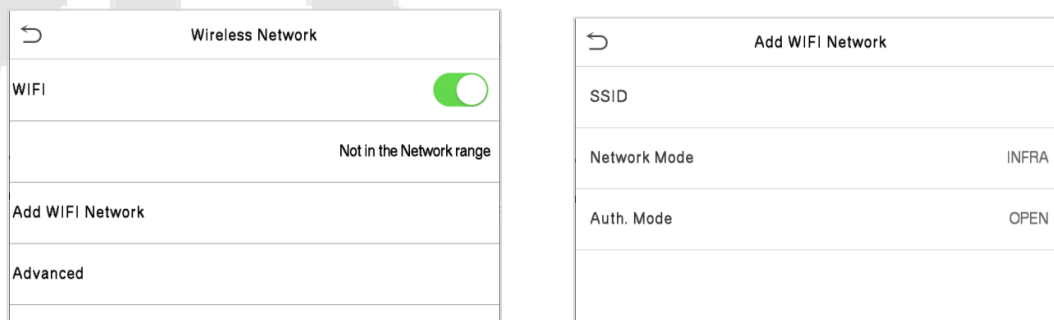 Wireless Network
WIFI
Not in the Network range
Add WIFI Network
Advanced
Add WIFI Network
SSID
Network Mode INFRA
Auth. Mode OPEN